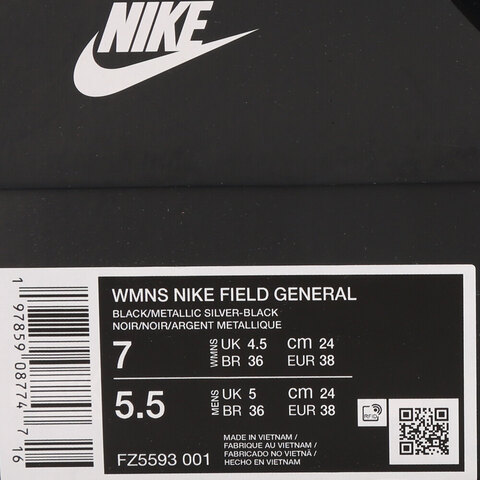 NIKE
WMNS NIKE FIELD GENERAL
BLACK/METALLIC SILVER-BLACK
NOIR/NOIR/ARGENT METALLIQUE
7 WMNS UK 4.5 cm 24
BR 36 EUR 38
5.5 MENS UK 5 cm 24
BR 36 EUR 38
MADE IN VIETNAM /
FABRIQUE AU VIETNAM /
FABRICADO NO VIETNÃ /
HECHO EN VIETNAM
FZ5593 001
RFID
1 97859 08774 7 16